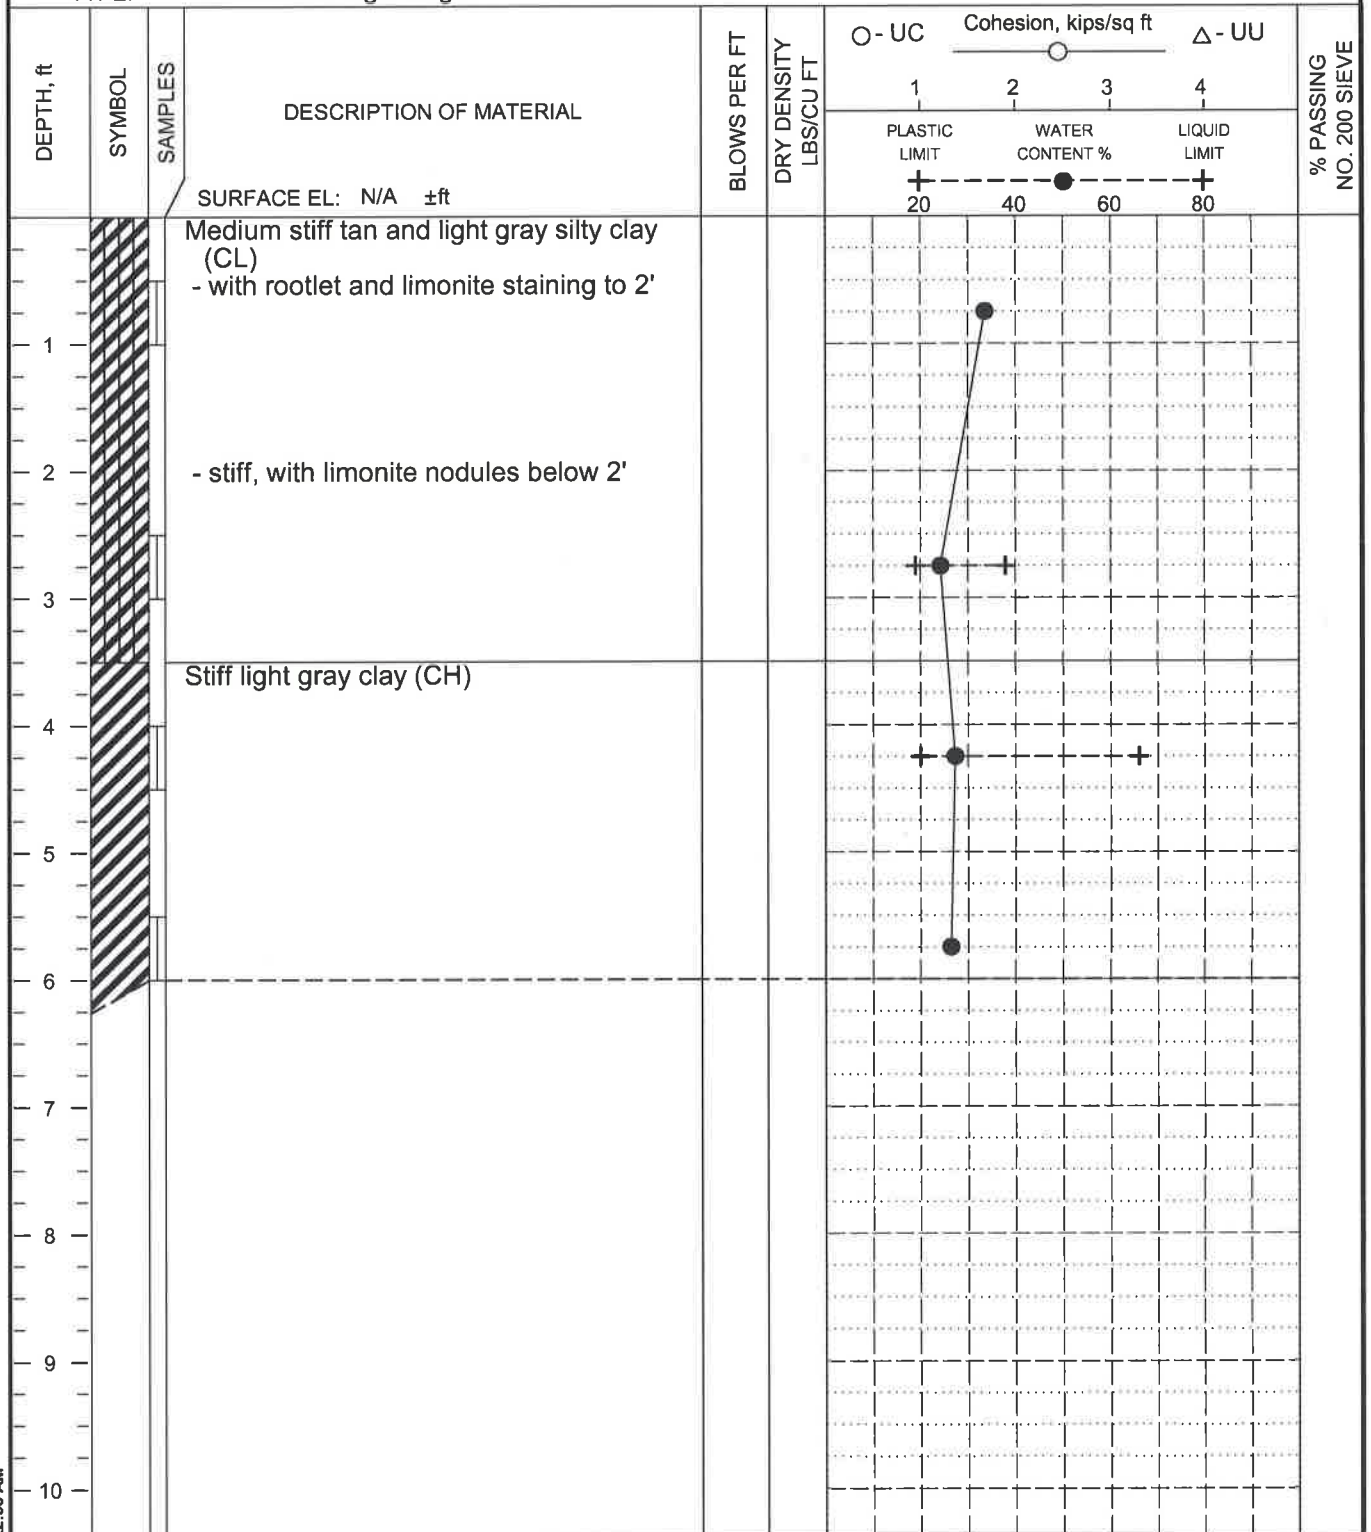 DEPTH, ft
SYMBOL
SAMPLES
DESCRIPTION OF MATERIAL
SURFACE EL: N/A ±ft
BLOWS PER FT
DRY DENSITY
LBS/CU FT
○ - UC Cohesion, kips/sq ft △ - UU
1 2 3 4
PLASTIC LIMIT
WATER CONTENT %
LIQUID LIMIT
20 40 60 80
% PASSING
NO. 200 SIEVE
Medium stiff tan and light gray silty clay
(CL)
- with rootlet and limonite staining to 2'
1
2
- stiff, with limonite nodules below 2'
3
Stiff light gray clay (CH)
4
5
6
7
8
9
10